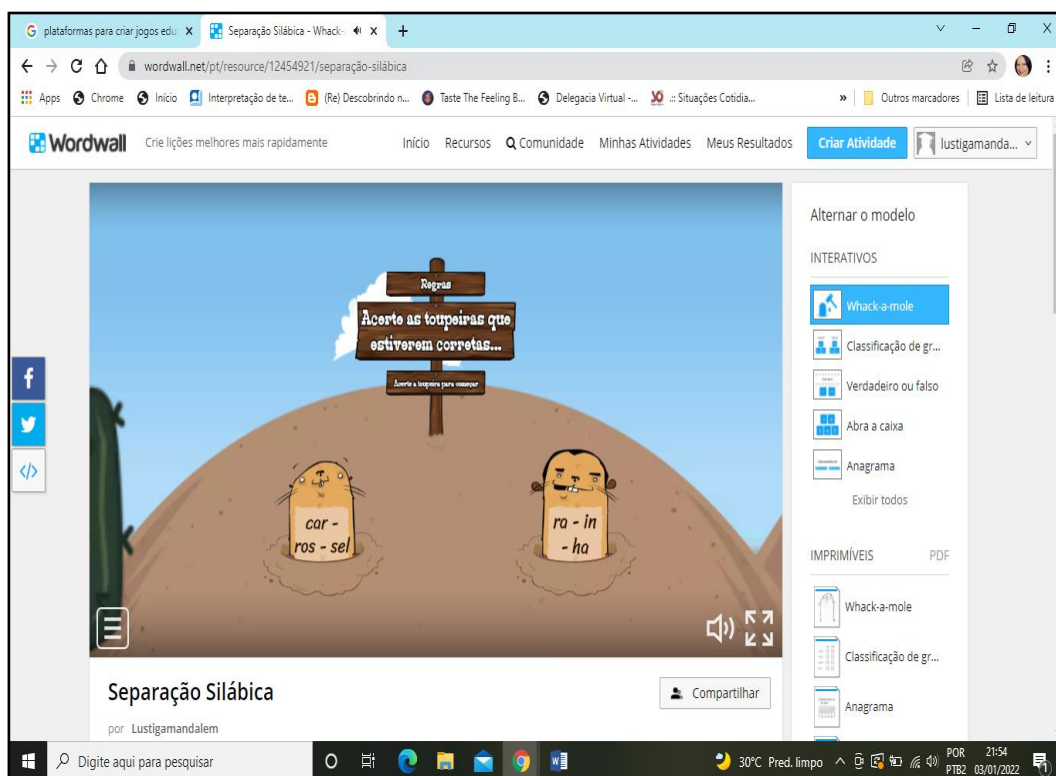 plataformas para criar jogos edu
Separação Silábica - Whack-
wordwall.net/pt/resource/12454921/separação-silábica
Apps
Chrome
Início
Interpretação de te...
(Re) Descobrindo n...
Taste The Feeling B...
Delegacia Virtual -...
.:: Situações Cotidia...
»
Outros marcadores
Lista de leitura
Wordwall
Crie lições melhores mais rapidamente
Início
Recursos
Comunidade
Minhas Atividades
Meus Resultados
Criar Atividade
lustigamanda...
Regras
Acerte as toupeiras que
estiverem corretas...
Acerte a toupeira para começar
car -
ros - sel
ra - in
- ha
Separação Silábica
Compartilhar
por Lustigamandalem
Alternar o modelo
INTERATIVOS
Whack-a-mole
Classificação de gr...
Verdadeiro ou falso
Abra a caixa
Anagrama
Exibir todos
IMPRIMÍVEIS PDF
Whack-a-mole
Classificação de gr...
Anagrama
Digite aqui para pesquisar
30°C Pred. limpo
POR
PTB2
21:54
03/01/2022